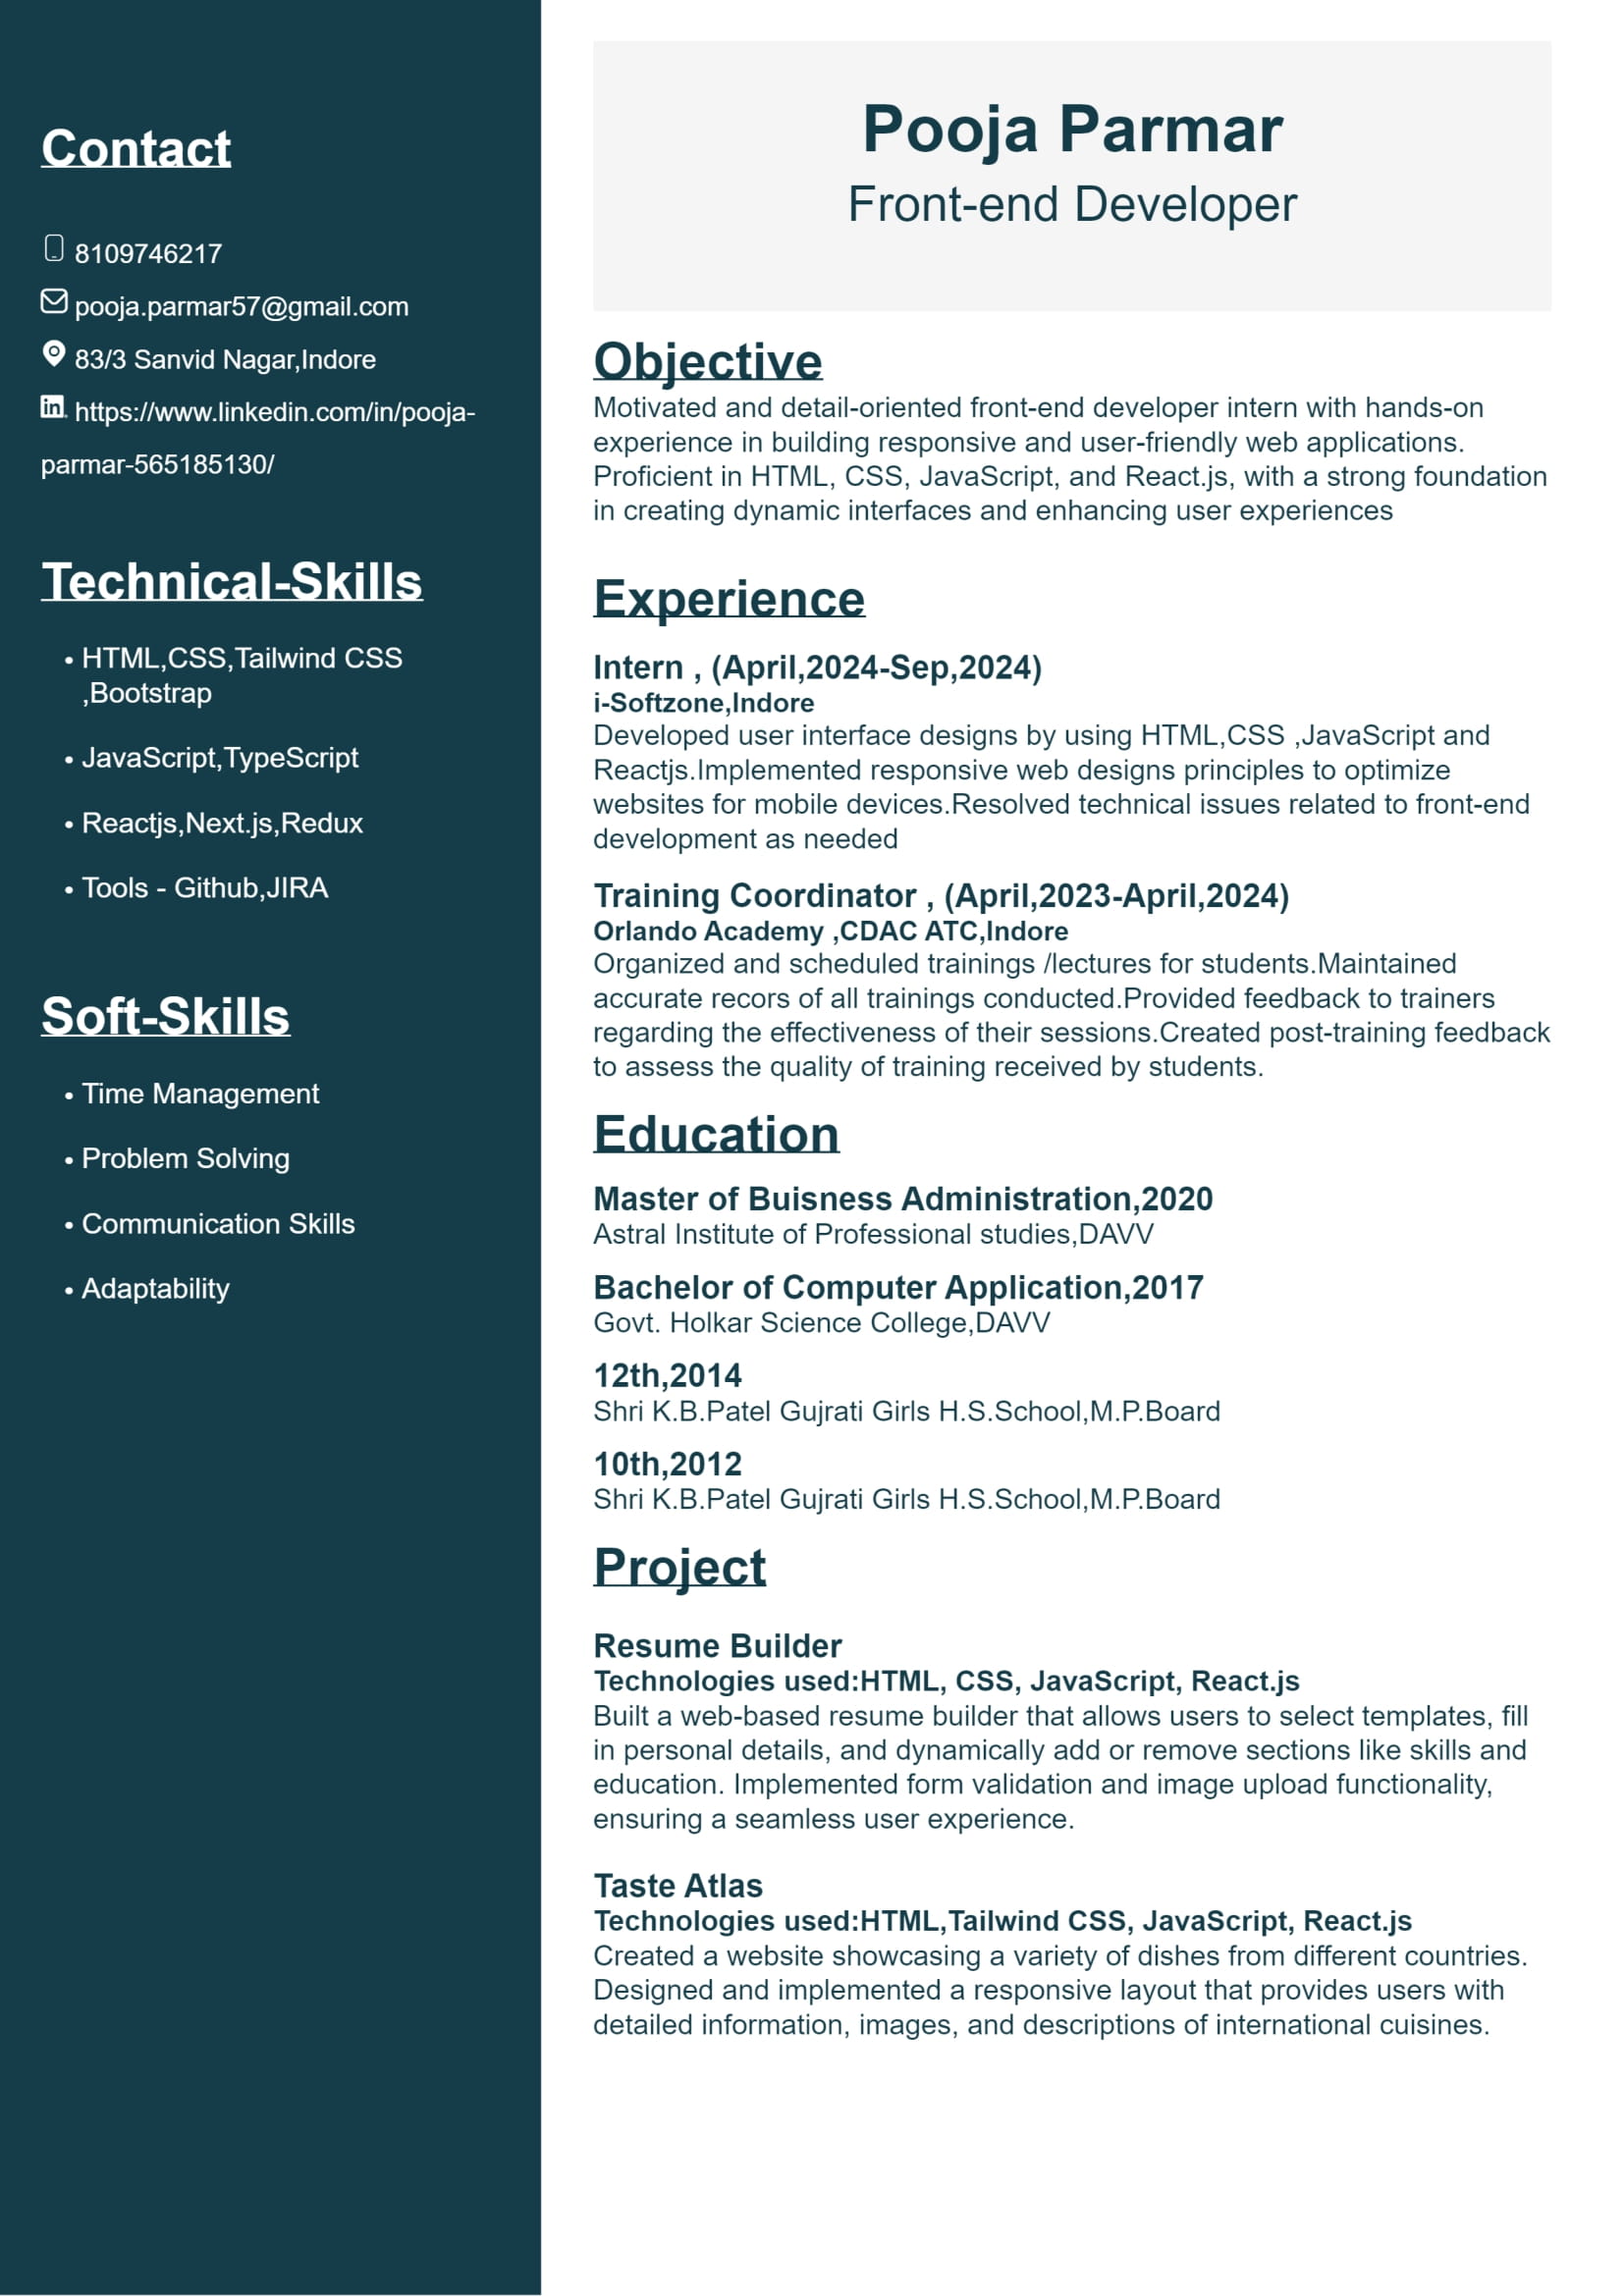 Contact
8109746217
pooja.parmar57@gmail.com
83/3 Sanvid Nagar,Indore
https://www.linkedin.com/in/pooja-
parmar-565185130/
Technical-Skills
• HTML,CSS,Tailwind CSS
,Bootstrap
• JavaScript,TypeScript
• Reactjs,Next.js,Redux
• Tools - Github,JIRA
Soft-Skills
• Time Management
• Problem Solving
• Communication Skills
• Adaptability
Pooja Parmar
Front-end Developer
Objective
Motivated and detail-oriented front-end developer intern with hands-on
experience in building responsive and user-friendly web applications.
Proficient in HTML, CSS, JavaScript, and React.js, with a strong foundation
in creating dynamic interfaces and enhancing user experiences
Experience
Intern , (April,2024-Sep,2024)
i-Softzone,Indore
Developed user interface designs by using HTML,CSS ,JavaScript and
Reactjs.Implemented responsive web designs principles to optimize
websites for mobile devices.Resolved technical issues related to front-end
development as needed
Training Coordinator , (April,2023-April,2024)
Orlando Academy ,CDAC ATC,Indore
Organized and scheduled trainings /lectures for students.Maintained
accurate recors of all trainings conducted.Provided feedback to trainers
regarding the effectiveness of their sessions.Created post-training feedback
to assess the quality of training received by students.
Education
Master of Buisness Administration,2020
Astral Institute of Professional studies,DAVV
Bachelor of Computer Application,2017
Govt. Holkar Science College,DAVV
12th,2014
Shri K.B.Patel Gujrati Girls H.S.School,M.P.Board
10th,2012
Shri K.B.Patel Gujrati Girls H.S.School,M.P.Board
Project
Resume Builder
Technologies used:HTML, CSS, JavaScript, React.js
Built a web-based resume builder that allows users to select templates, fill
in personal details, and dynamically add or remove sections like skills and
education. Implemented form validation and image upload functionality,
ensuring a seamless user experience.
Taste Atlas
Technologies used:HTML,Tailwind CSS, JavaScript, React.js
Created a website showcasing a variety of dishes from different countries.
Designed and implemented a responsive layout that provides users with
detailed information, images, and descriptions of international cuisines.